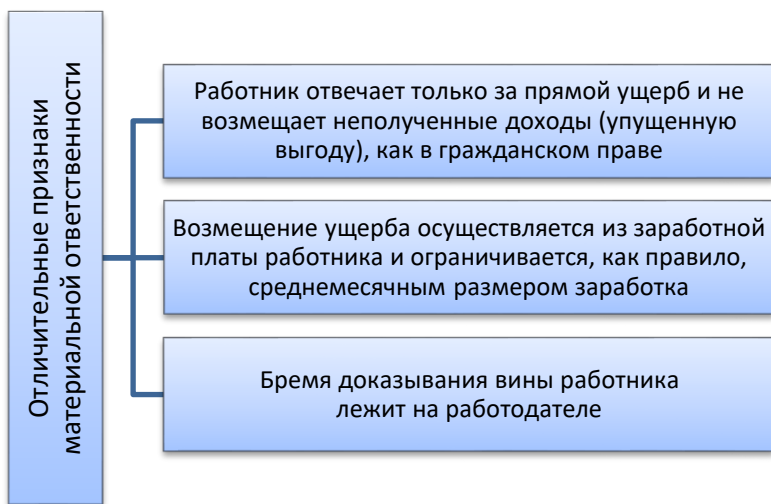 Отличительные признаки
материальной ответственности
Работник отвечает только за прямой ущерб и не
возмещает неполученные доходы (упущенную
выгоду), как в гражданском праве
Возмещение ущерба осуществляется из заработной
платы работника и ограничивается, как правило,
среднемесячным размером заработка
Бремя доказывания вины работника
лежит на работодателе